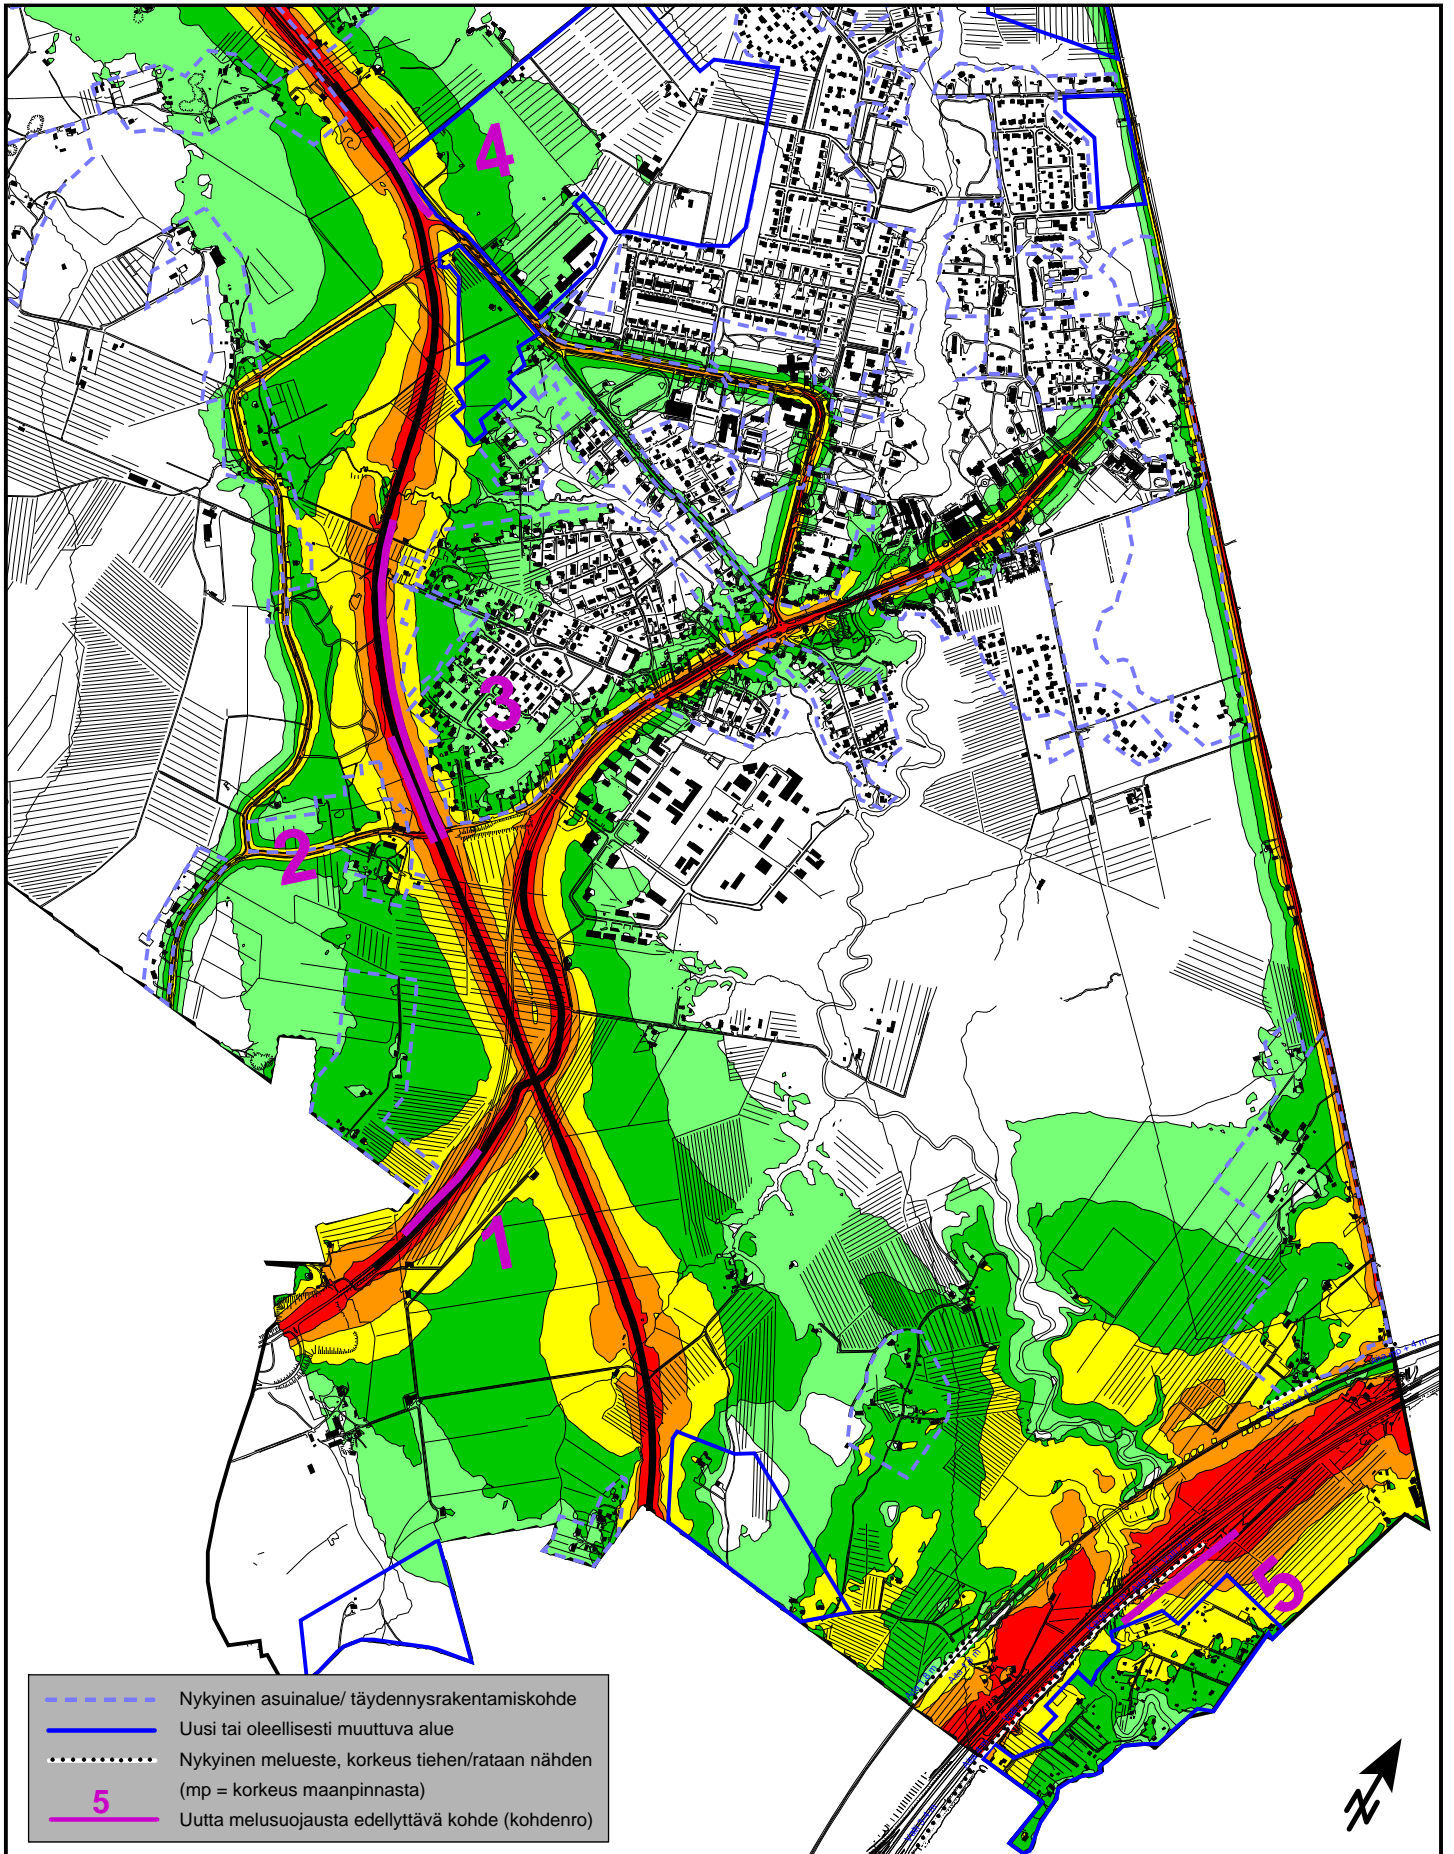 4
3
2
1
5
Nykyinen asuinalue/ täydennysrakentamiskohde
Uusi tai oleellisesti muuttuva alue
Nykyinen melueste, korkeus tiehen/rataan nähden
(mp = korkeus maanpinnasta)
5
Uutta melusuojausta edellyttävä kohde (kohdenro)
N